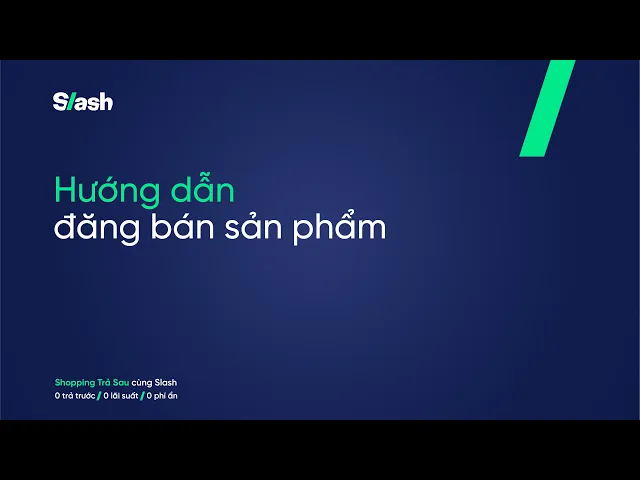 Slash
Hướng dẫn
đăng bán sản phẩm
Shopping Trả Sau cùng Slash
0 trả trước / 0 lãi suất / 0 phí ẩn